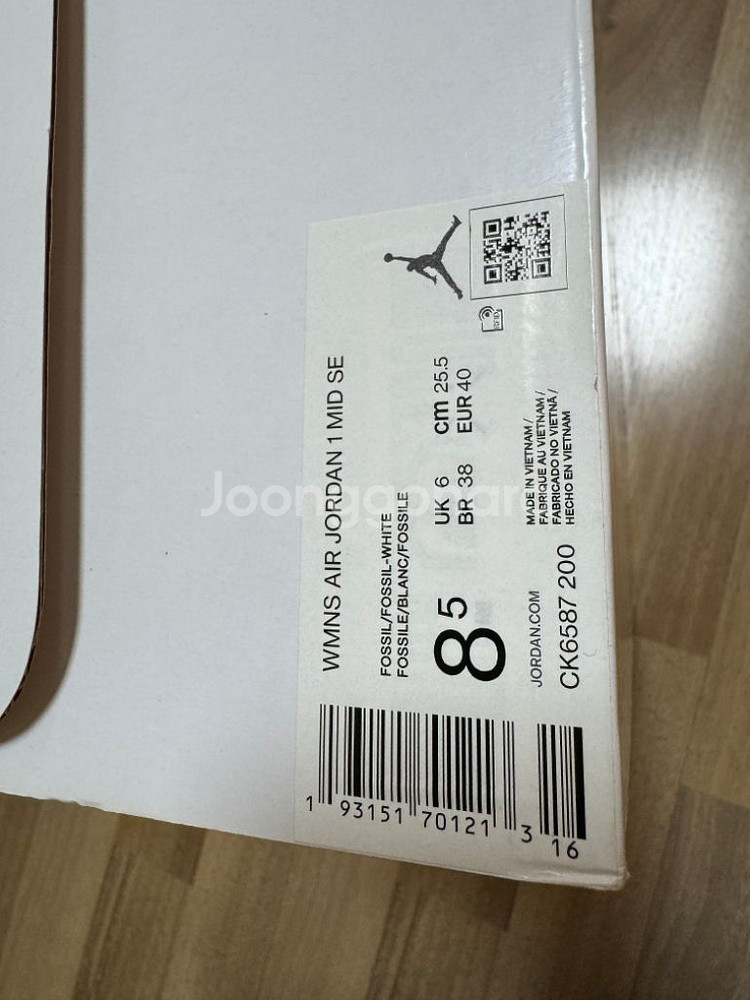 RFID
WMNS AIR JORDAN 1 MID SE
FOSSIL/FOSSIL-WHITE
FOSSILE/BLANC/FOSSILE
8 5
UK 6
cm 25.5
BR 38
EUR 40
MADE IN VIETNAM /
FABRIQUE AU VIETNAM /
FABRICADO NO VIETNÃ /
HECHO EN VIETNAM
JORDAN.COM
CK6587 200
1 93151 70121 3 16